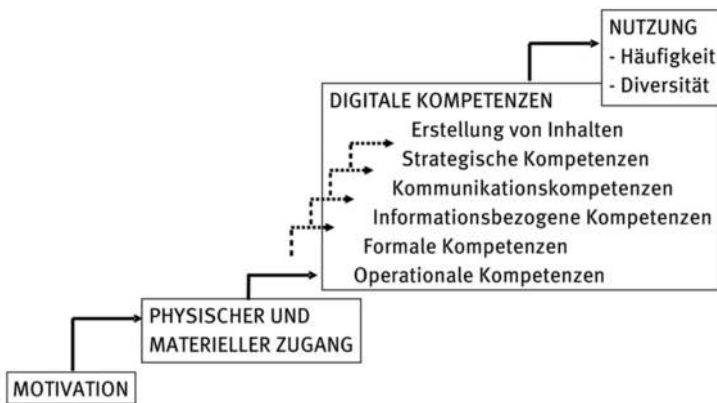 NUTZUNG
- Häufigkeit
- Diversität
DIGITALE KOMPETENZEN
Erstellung von Inhalten
Strategische Kompetenzen
Kommunikationskompetenzen
Informationsbezogene Kompetenzen
Formale Kompetenzen
Operationale Kompetenzen
PHYSISCHER UND
MATERIELLER ZUGANG
MOTIVATION